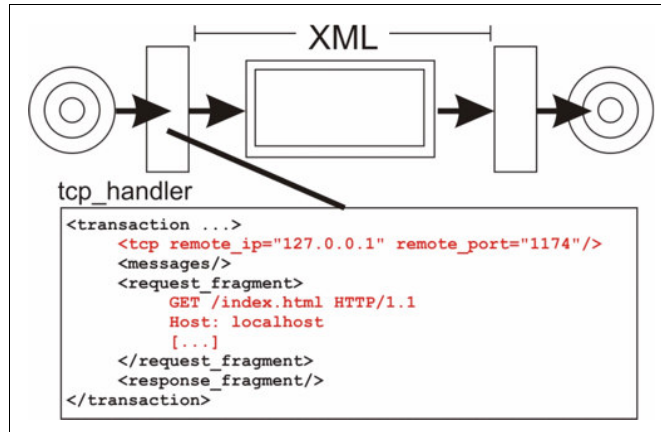 XML
tcp_handler
<transaction ...>
<tcp remote_ip="127.0.0.1" remote_port="1174"/>
<messages/>
<request_fragment>
GET /index.html HTTP/1.1
Host: localhost
[...]
</request_fragment>
<response_fragment/>
</transaction>